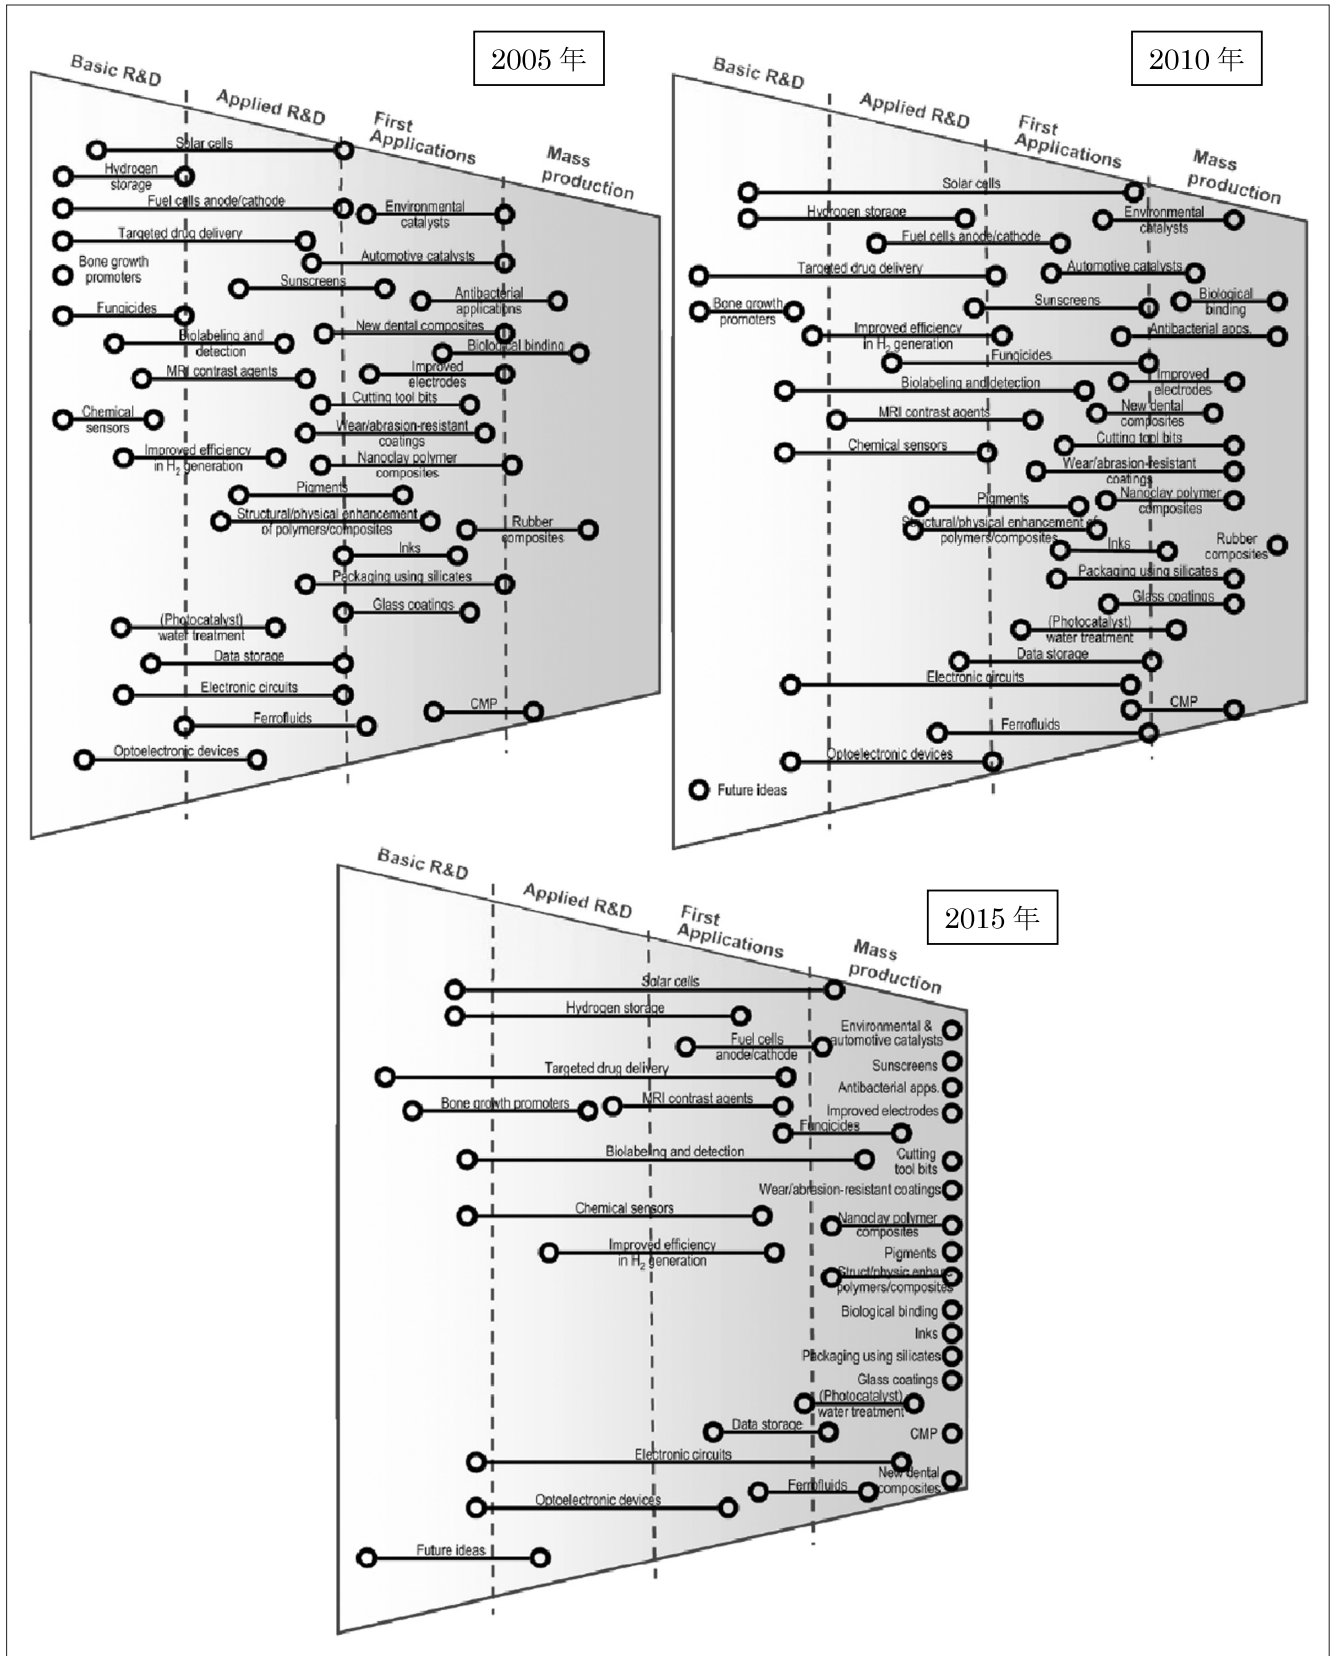 2005 年
Basic R&D
Applied R&D
First
Applications
Mass
production
Solar cells
Hydrogen
storage
Fuel cells anode/cathode
Environmental
catalysts
Targeted drug delivery
Automotive catalysts
Bone growth
promoters
Sunscreens
Antibacterial
applications
Fungicides
New dental composites
Biolabeling and
detection
Biological binding
MRI contrast agents
Improved
electrodes
Cutting tool bits
Chemical
sensors
Wear/abrasion-resistant
coatings
Improved efficiency
in H2 generation
Nanoclay polymer
composites
Pigments
Structural/physical enhancement
of polymers/composites
Rubber
composites
Inks
Packaging using silicates
Glass coatings
(Photocatalyst)
water treatment
Data storage
Electronic circuits
CMP
Ferrofluids
Optoelectronic devices
2010 年
Basic R&D
Applied R&D
First
Applications
Mass
production
Solar cells
Hydrogen storage
Environmental
catalysts
Fuel cells anode/cathode
Targeted drug delivery
Automotive catalysts
Bone growth
promoters
Sunscreens
Biological
binding
Improved efficiency
in H2 generation
Antibacterial apps.
Fungicides
Biolabeling and detection
Improved
electrodes
MRI contrast agents
New dental
composites
Chemical sensors
Cutting tool bits
Wear/abrasion-resistant
coatings
Pigments
Nanoclay polymer
composites
Structural/physical enhancement of
polymers/composites
Inks
Rubber
composites
Packaging using silicates
Glass coatings
(Photocatalyst)
water treatment
Data storage
Electronic circuits
CMP
Ferrofluids
Optoelectronic devices
Future ideas
2015 年
Basic R&D
Applied R&D
First
Applications
Mass
production
Solar cells
Hydrogen storage
Environmental &
automotive catalysts
Fuel cells
anode/cathode
Sunscreens
Targeted drug delivery
Antibacterial apps.
Bone growth promoters
MRI contrast agents
Improved electrodes
Fungicides
Biolabeling and detection
Cutting
tool bits
Wear/abrasion-resistant coatings
Chemical sensors
Nanoclay polymer
composites
Improved efficiency
in H2 generation
Pigments
Struct/physic enhanc
polymers/composites
Biological binding
Inks
Packaging using silicates
Glass coatings
(Photocatalyst)
water treatment
Data storage
CMP
Electronic circuits
New dental
composites
Ferrofluids
Optoelectronic devices
Future ideas